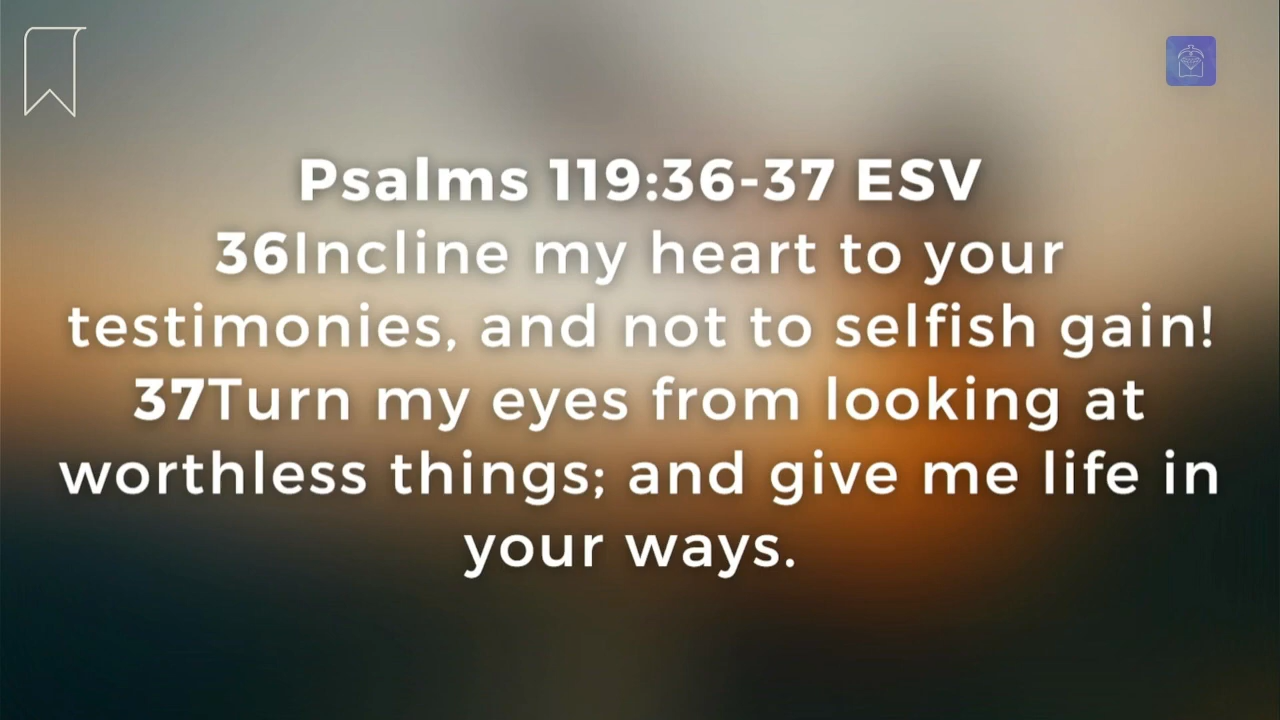 Psalms 119:36-37 ESV
36Incline my heart to your
testimonies, and not to selfish gain!
37Turn my eyes from looking at
worthless things; and give me life in
your ways.